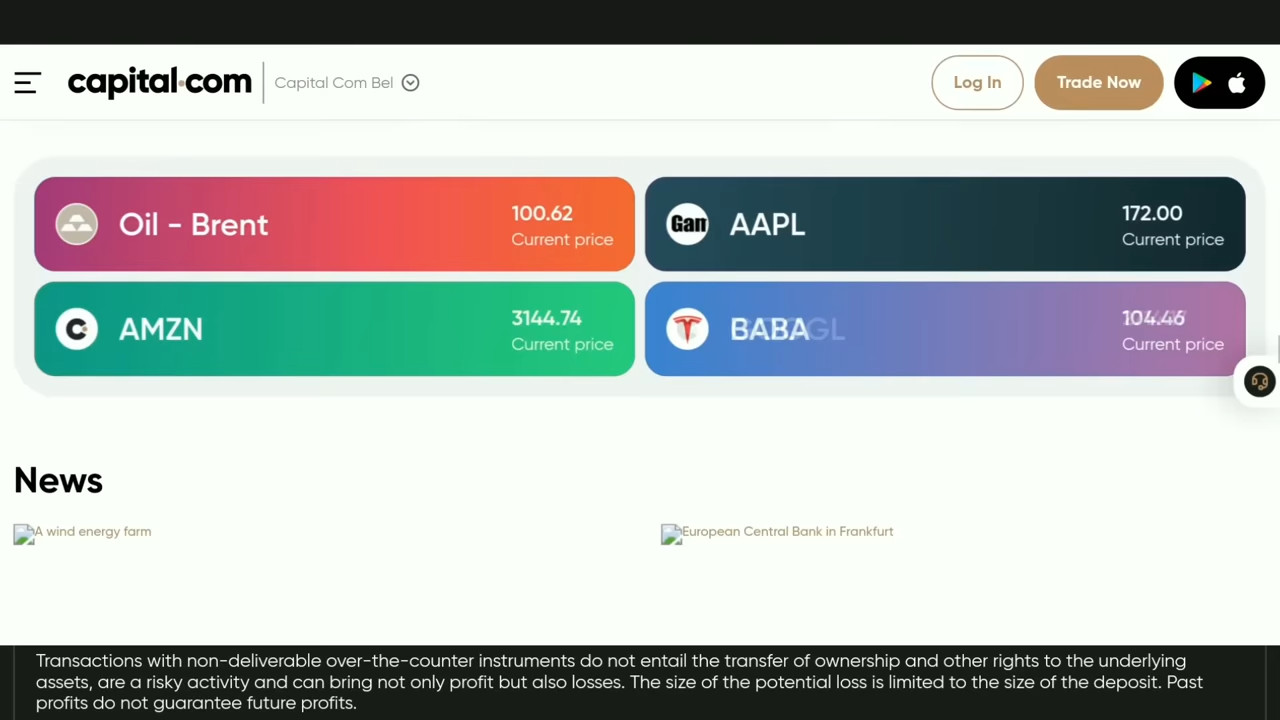 capital.com
Capital Com Bel
Log In
Trade Now
Oil - Brent
100.62
Current price
Gan
AAPL
172.00
Current price
AMZN
3144.74
Current price
BABA
104.46
Current price
News
A wind energy farm
European Central Bank in Frankfurt
Transactions with non-deliverable over-the-counter instruments do not entail the transfer of ownership and other rights to the underlying
assets, are a risky activity and can bring not only profit but also losses. The size of the potential loss is limited to the size of the deposit. Past
profits do not guarantee future profits.